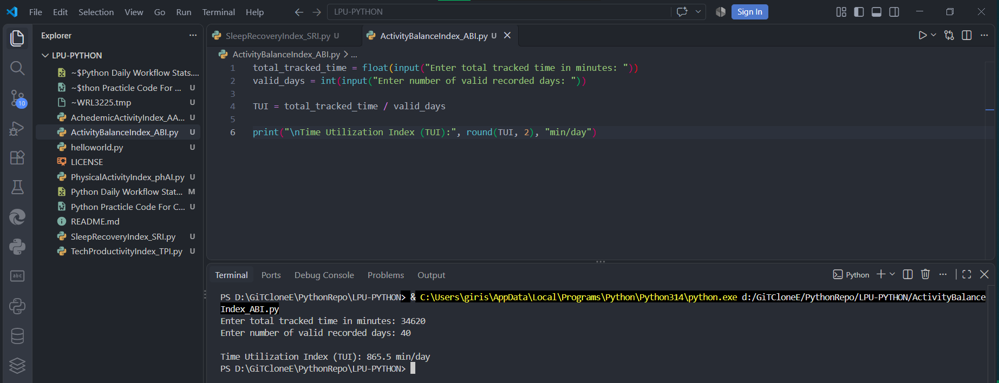 File Edit Selection View Go Run Terminal Help
LPU-PYTHON
Sign In
Explorer
LPU-PYTHON
~$Python Daily Workflow Stats....
~$thon Practicle Code For ... U
~WRL3225.tmp U
AchedemicActivityIndex_AA... U
ActivityBalanceIndex_ABI.py U
helloworld.py U
LICENSE
PhysicalActivityIndex_phAI.py U
Python Daily Workflow Stat... M
Python Practicle Code For C... U
README.md
SleepRecoveryIndex_SRI.py U
TechProductivityIndex_TPI.py U
10
abc
SleepRecoveryIndex_SRI.py U
ActivityBalanceIndex_ABI.py U
ActivityBalanceIndex_ABI.py > ...
1 total_tracked_time = float(input("Enter total tracked time in minutes: "))
2 valid_days = int(input("Enter number of valid recorded days: "))
3
4 TUI = total_tracked_time / valid_days
5
6 print("\nTime Utilization Index (TUI):", round(TUI, 2), "min/day")
Terminal Ports Debug Console Problems Output
Python
PS D:\GiTCloneE\PythonRepo\LPU-PYTHON> & C:\Users\giris\AppData\Local\Programs\Python\Python314\python.exe d:/GiTCloneE/PythonRepo/LPU-PYTHON/ActivityBalance
Index_ABI.py
Enter total tracked time in minutes: 34620
Enter number of valid recorded days: 40
Time Utilization Index (TUI): 865.5 min/day
PS D:\GiTCloneE\PythonRepo\LPU-PYTHON>